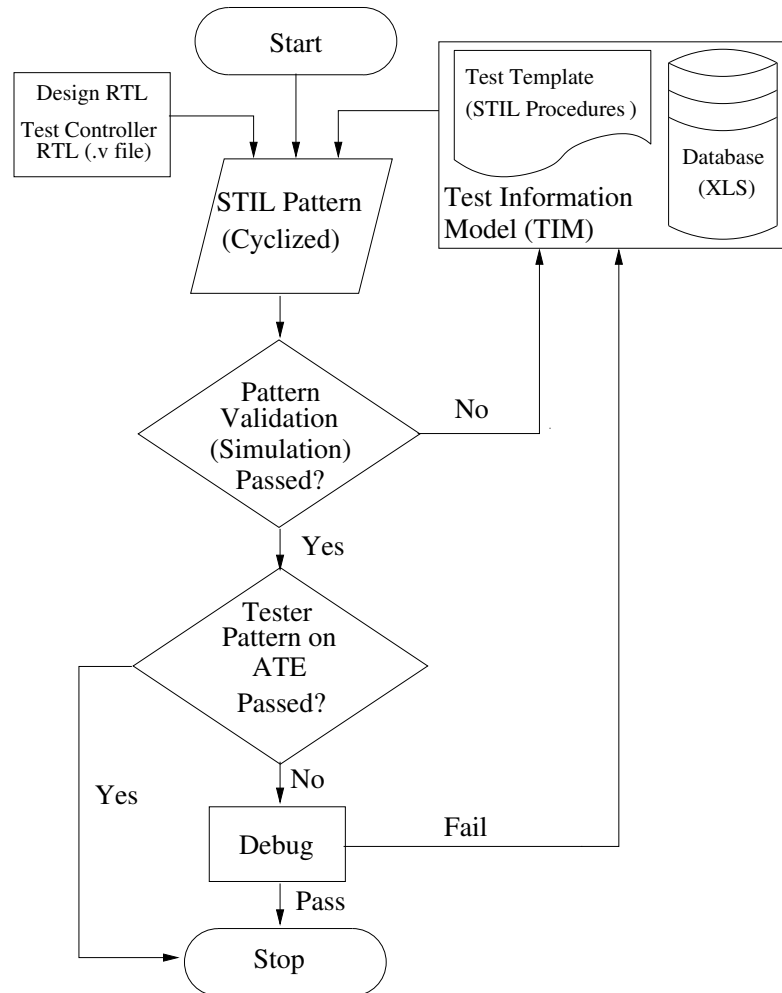 Start
Design RTL
Test Controller
RTL (.v file)
Test Template
(STIL Procedures )
Database
(XLS)
Test Information
Model (TIM)
STIL Pattern
(Cyclized)
Pattern
Validation
(Simulation)
Passed?
No
Yes
Tester
Pattern on
ATE
Passed?
Yes
No
Debug
Fail
Pass
Stop